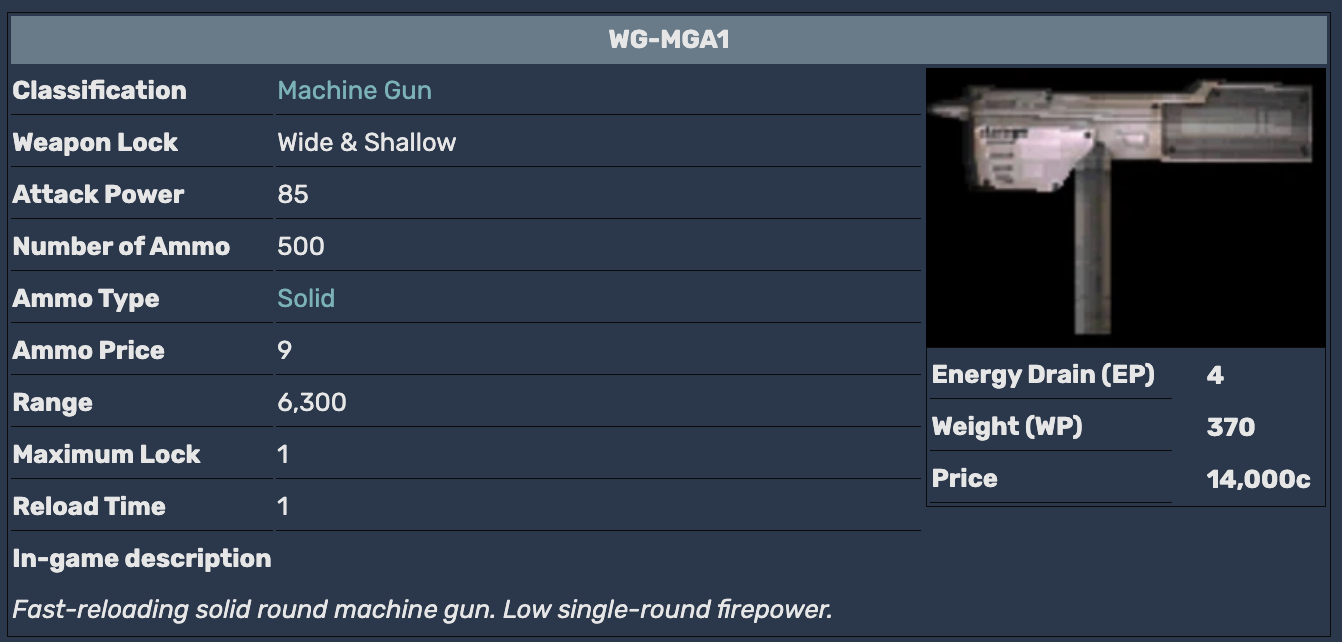 WG-MGA1
Classification Machine Gun
Weapon Lock Wide & Shallow
Attack Power 85
Number of Ammo 500
Ammo Type Solid
Ammo Price 9
Range 6,300
Maximum Lock 1
Reload Time 1
Energy Drain (EP) 4
Weight (WP) 370
Price 14,000c
In-game description
Fast-reloading solid round machine gun. Low single-round firepower.